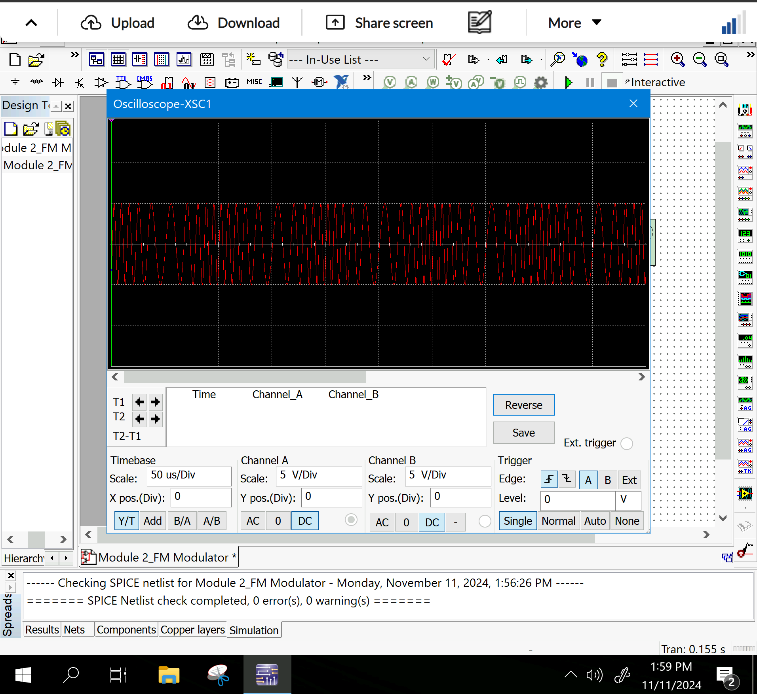 Upload Download Share screen More
--- In-Use List ---
TTL CMOS MISC
Interactive
Design T
Oscilloscope-XSC1
dule 2_FM M
Module 2_FM
Time Channel_A Channel_B
T1
T2
T2-T1
Reverse
Save
Ext. trigger
Timebase Channel A Channel B Trigger
Scale: 50 us/Div Scale: 5 V/Div Scale: 5 V/Div Edge: A B Ext
X pos.(Div): 0 Y pos.(Div): 0 Y pos.(Div): 0 Level: 0 V
Y/T Add B/A A/B AC 0 DC AC 0 DC - Single Normal Auto None
Hierarch Module 2_FM Modulator *
------ Checking SPICE netlist for Module 2_FM Modulator - Monday, November 11, 2024, 1:56:26 PM ------
======= SPICE Netlist check completed, 0 error(s), 0 warning(s) =======
Spreads
Results Nets Components Copper layers Simulation
Tran: 0.155 s
1:59 PM
11/11/2024
2